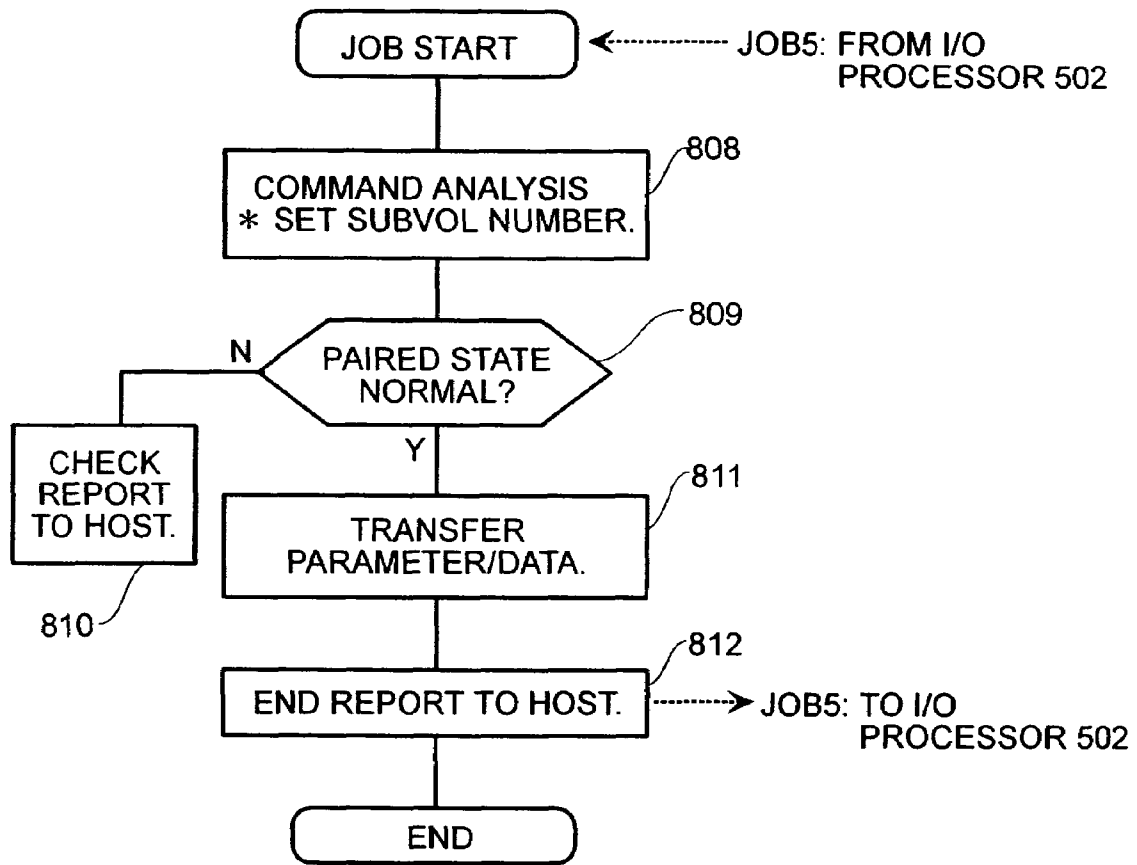 JOB START
JOB5: FROM I/O
PROCESSOR 502
808
COMMAND ANALYSIS
* SET SUBVOL NUMBER.
809
N
PAIRED STATE
NORMAL?
Y
CHECK
REPORT
TO HOST.
810
811
TRANSFER
PARAMETER/DATA.
812
END REPORT TO HOST.
JOB5: TO I/O
PROCESSOR 502
END